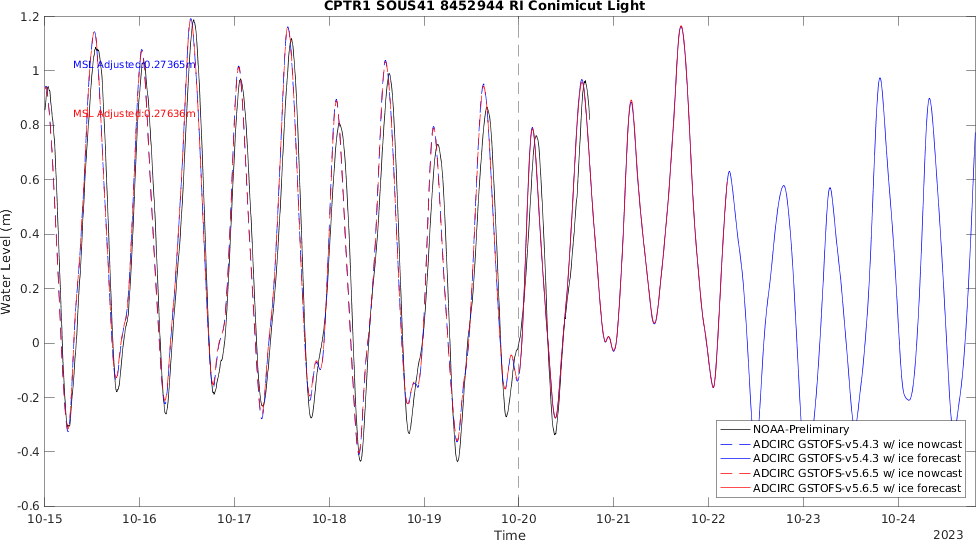 CPTR1 SOUS41 8452944 RI Conimicut Light
1.2
1
0.8
0.6
0.4
0.2
0
-0.2
-0.4
-0.6
Water Level (m)
MSL Adjusted:0.27365m
MSL Adjusted:0.27636m
NOAA-Preliminary
ADCIRC GSTOFS-v5.4.3 w/ ice nowcast
ADCIRC GSTOFS-v5.4.3 w/ ice forecast
ADCIRC GSTOFS-v5.6.5 w/ ice nowcast
ADCIRC GSTOFS-v5.6.5 w/ ice forecast
10-15 10-16 10-17 10-18 10-19 10-20 10-21 10-22 10-23 10-24
Time
2023